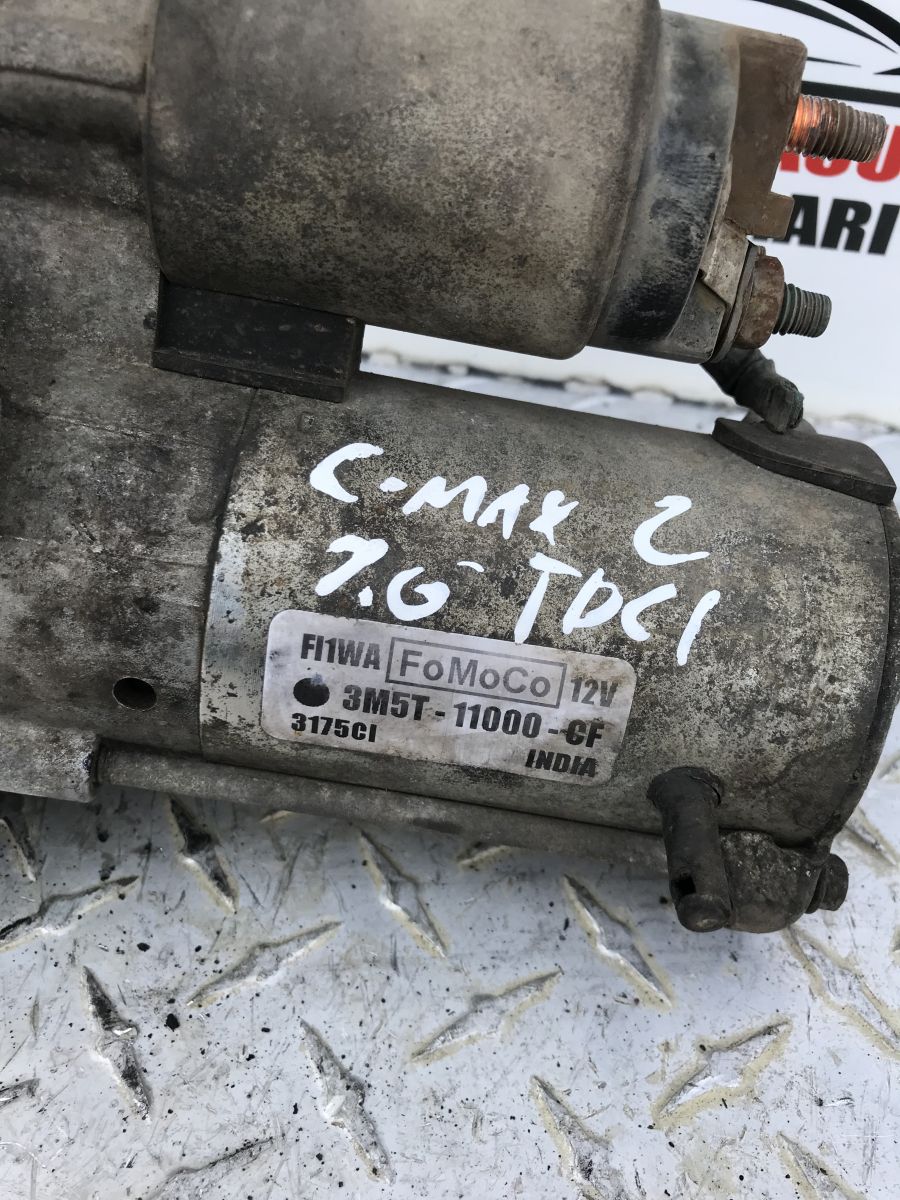 C-MAX 2
1.6 TDCI
FI1WA FoMoCo 12V
3M5T-11000-CF
3175CI
INDIA